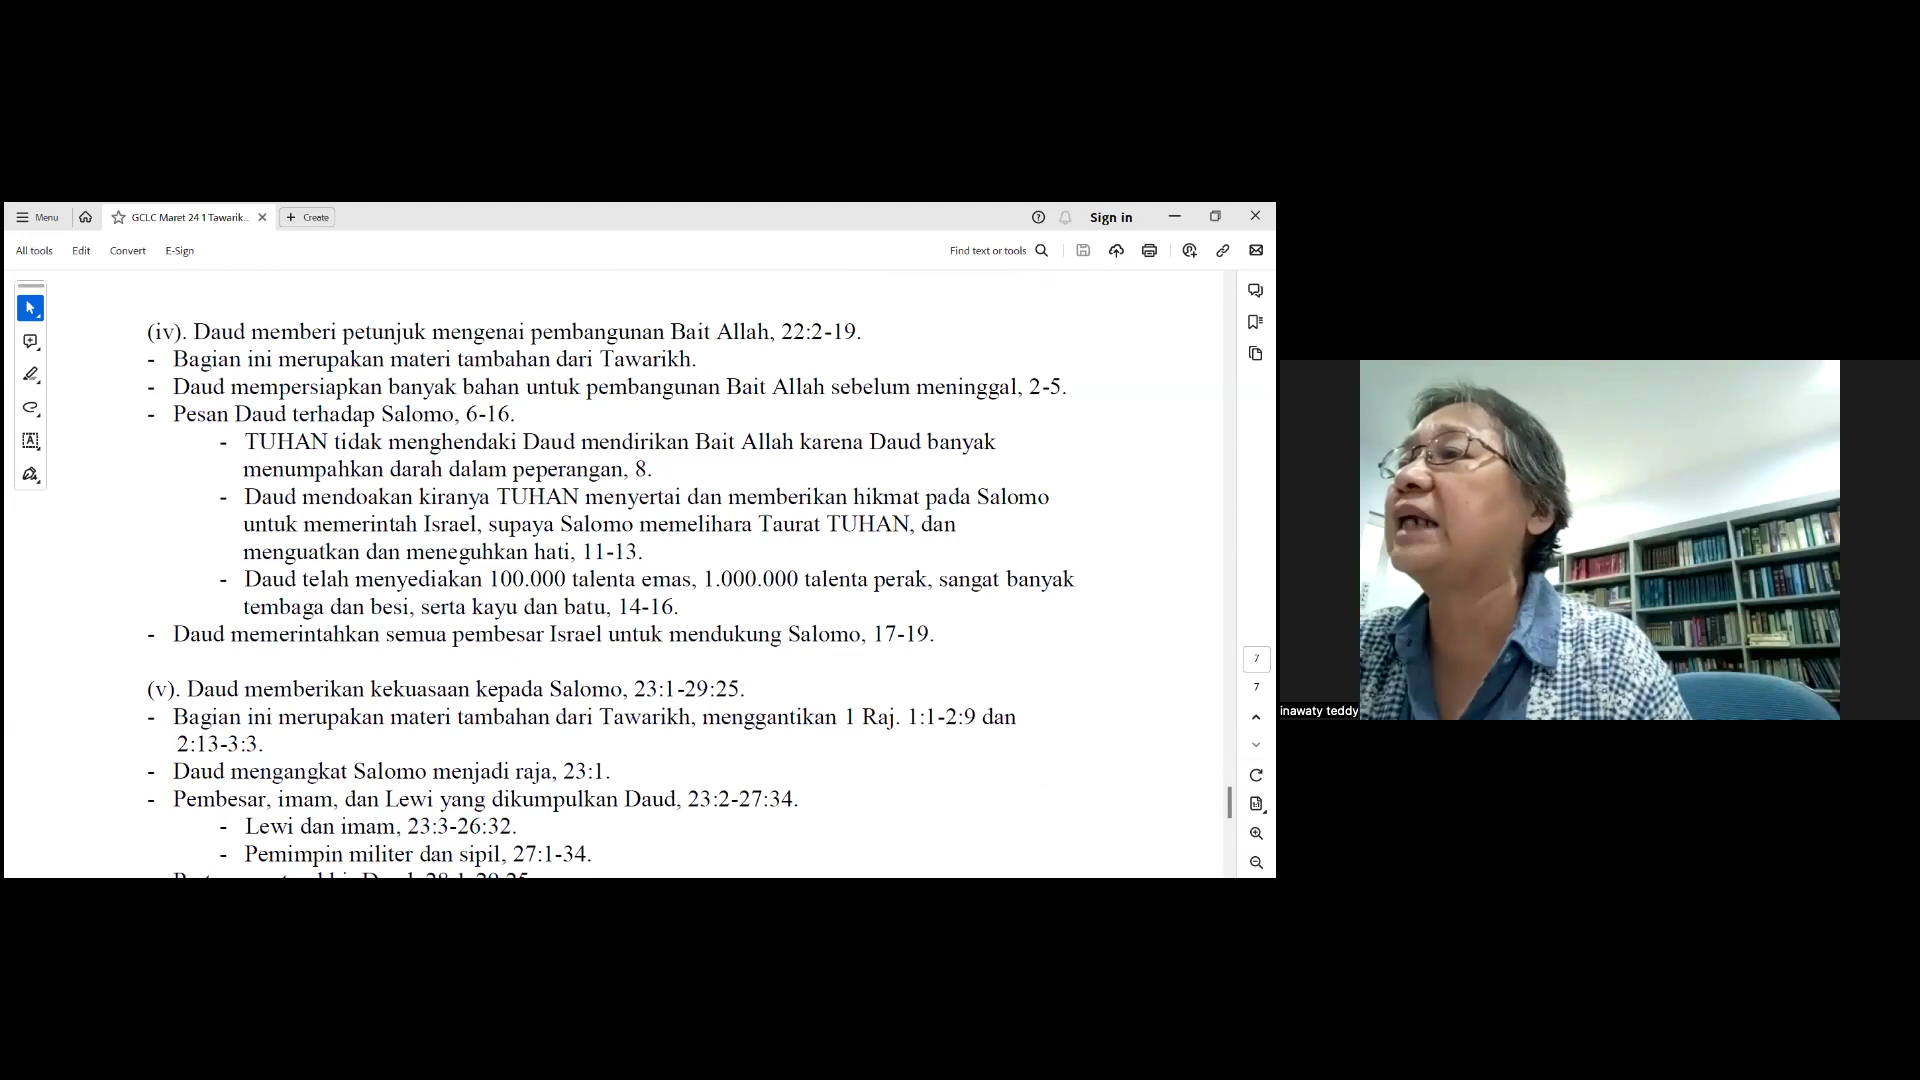 Menu
GCLC Maret 24 1 Tawarik...
Create
Sign in
All tools
Edit
Convert
E-Sign
Find text or tools
(iv). Daud memberi petunjuk mengenai pembangunan Bait Allah, 22:2-19.
- Bagian ini merupakan materi tambahan dari Tawarikh.
- Daud mempersiapkan banyak bahan untuk pembangunan Bait Allah sebelum meninggal, 2-5.
- Pesan Daud terhadap Salomo, 6-16.
- TUHAN tidak menghendaki Daud mendirikan Bait Allah karena Daud banyak
menumpahkan darah dalam peperangan, 8.
- Daud mendoakan kiranya TUHAN menyertai dan memberikan hikmat pada Salomo
untuk memerintah Israel, supaya Salomo memelihara Taurat TUHAN, dan
menguatkan dan meneguhkan hati, 11-13.
- Daud telah menyediakan 100.000 talenta emas, 1.000.000 talenta perak, sangat banyak
tembaga dan besi, serta kayu dan batu, 14-16.
- Daud memerintahkan semua pembesar Israel untuk mendukung Salomo, 17-19.
(v). Daud memberikan kekuasaan kepada Salomo, 23:1-29:25.
- Bagian ini merupakan materi tambahan dari Tawarikh, menggantikan 1 Raj. 1:1-2:9 dan
2:13-3:3.
- Daud mengangkat Salomo menjadi raja, 23:1.
- Pembesar, imam, dan Lewi yang dikumpulkan Daud, 23:2-27:34.
- Lewi dan imam, 23:3-26:32.
- Pemimpin militer dan sipil, 27:1-34.
7
7
inawaty teddy